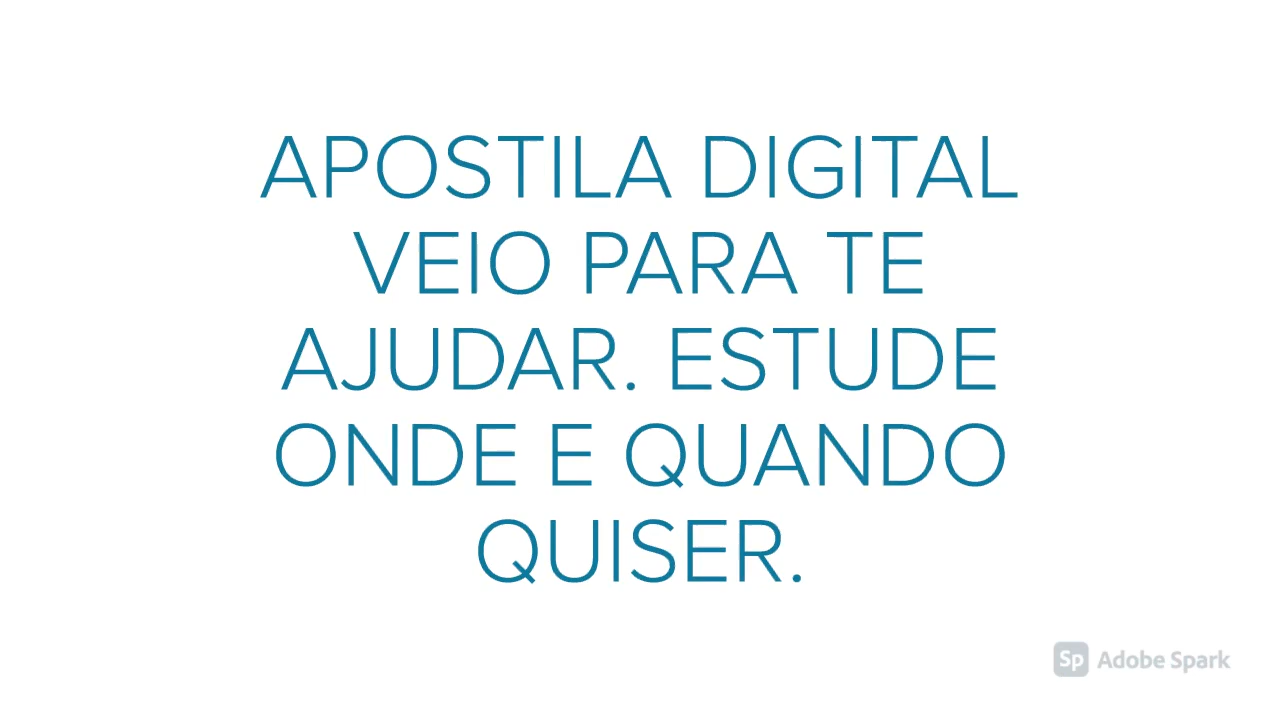 APOSTILA DIGITAL
VEIO PARA TE
AJUDAR. ESTUDE
ONDE E QUANDO
QUISER.
Sp Adobe Spark